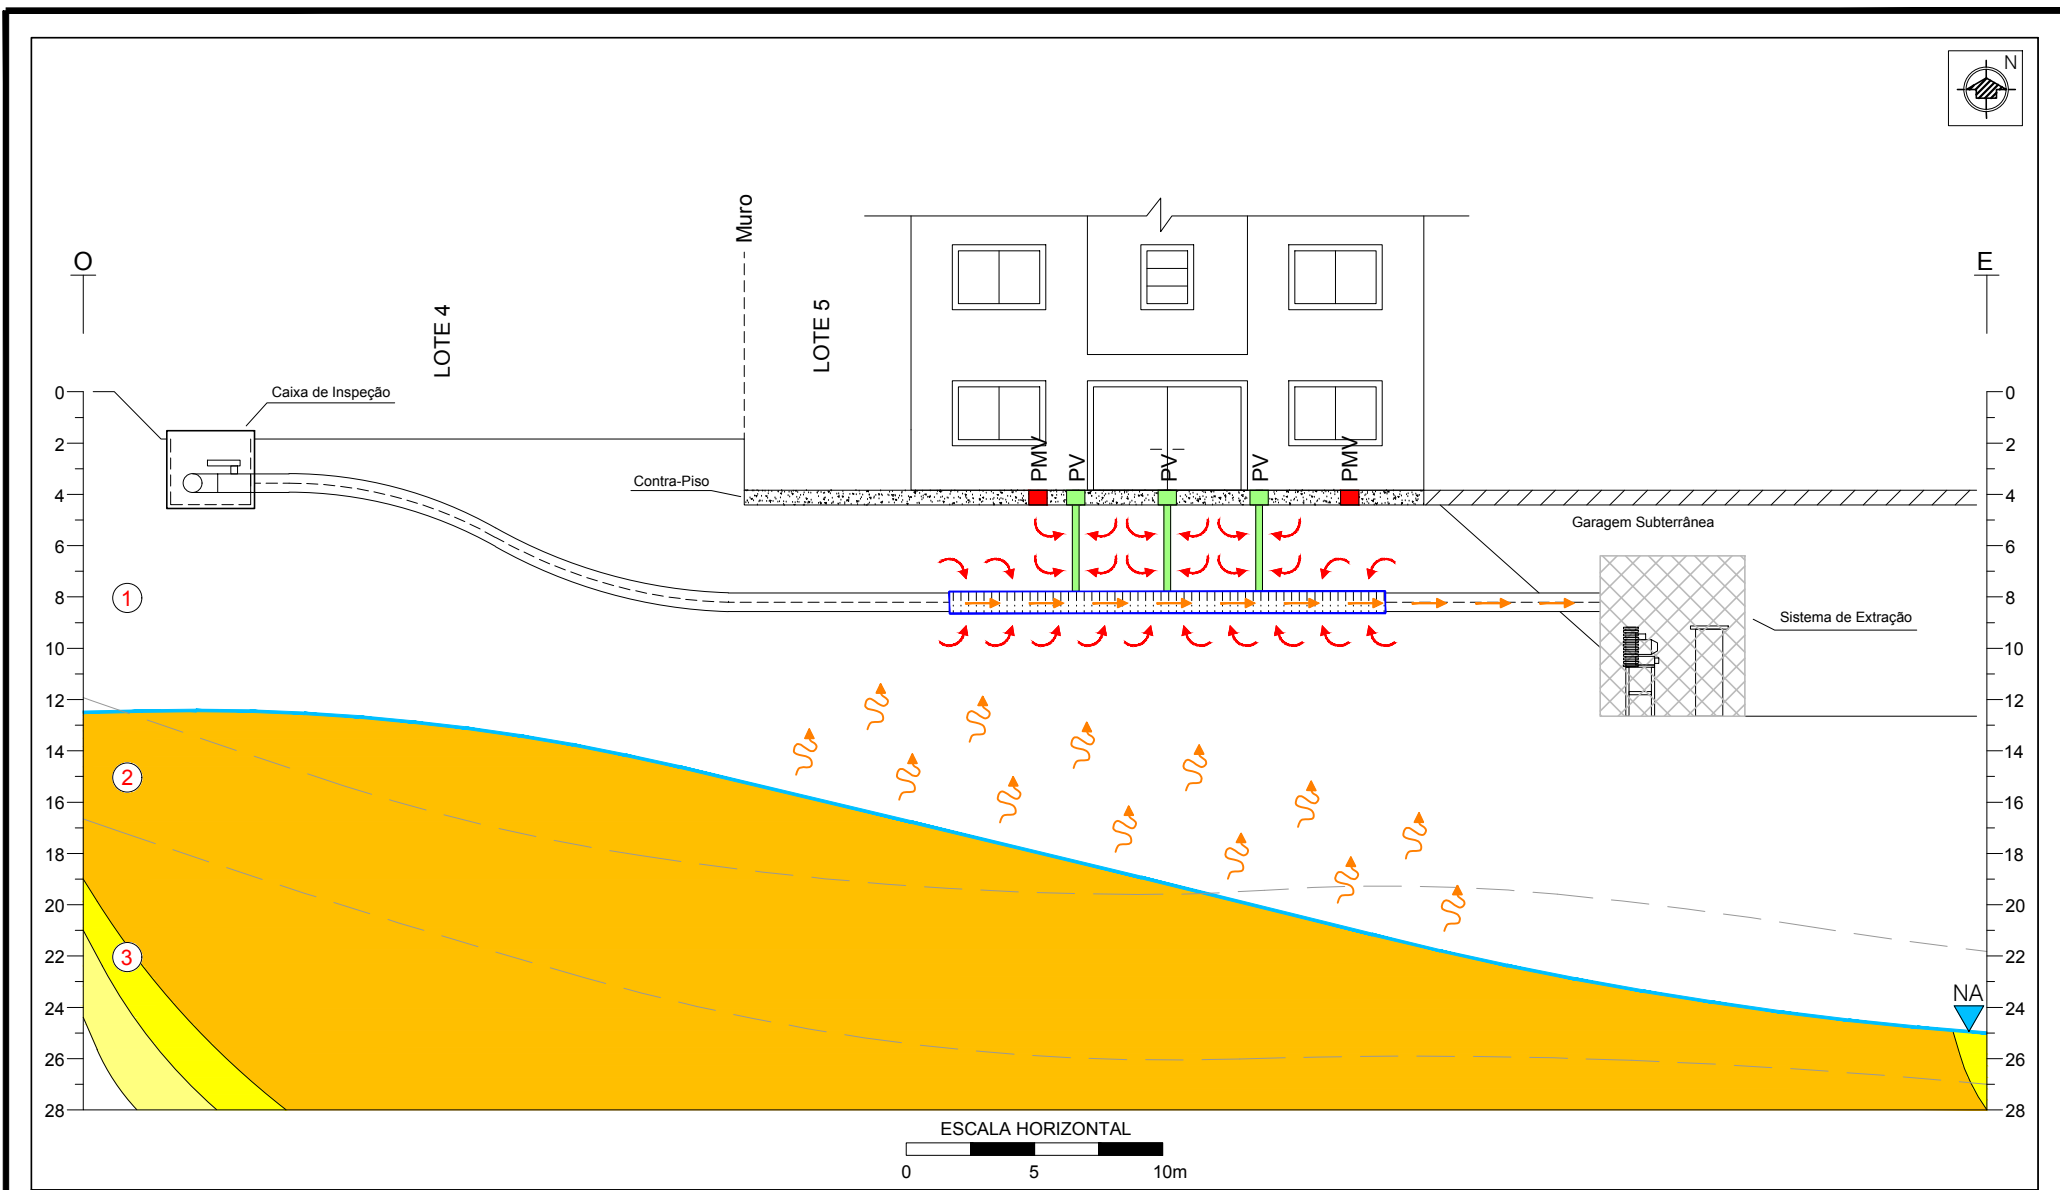 N
Muro
O
E
LOTE 4
LOTE 5
Caixa de Inspeção
0
2
4
6
8
10
12
14
16
18
20
22
24
26
28
0
2
4
6
8
10
12
14
16
18
20
22
24
26
28
PMV
PV
PV
PV
PMV
Contra-Piso
Garagem Subterrânea
Sistema de Extração
1
2
3
NA
ESCALA HORIZONTAL
0 5 10m